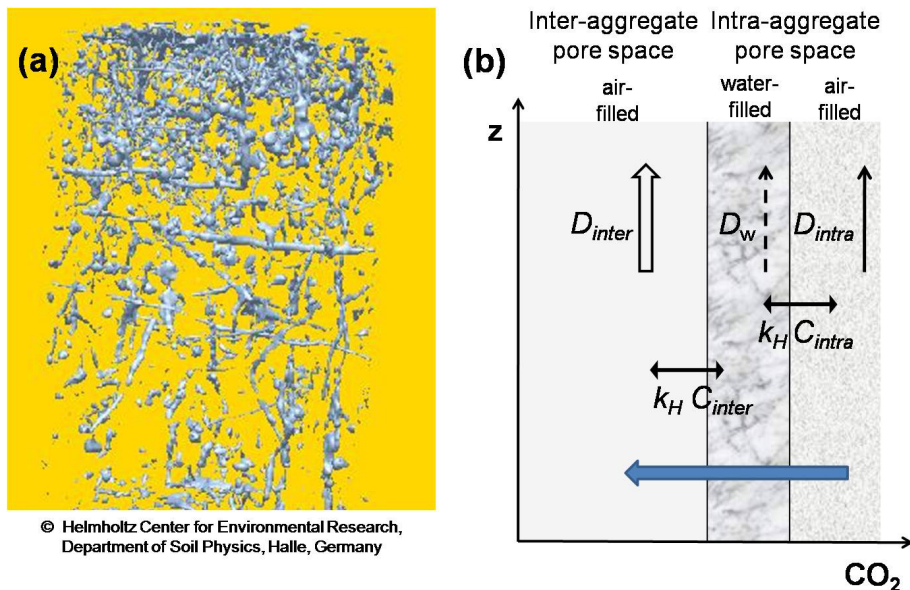 (a)
© Helmholtz Center for Environmental Research,
Department of Soil Physics, Halle, Germany
(b)
Inter-aggregate
pore space
Intra-aggregate
pore space
air-
filled
water-
filled
air-
filled
z
D_inter
D_w
D_intra
k_H C_intra
k_H C_inter
CO₂